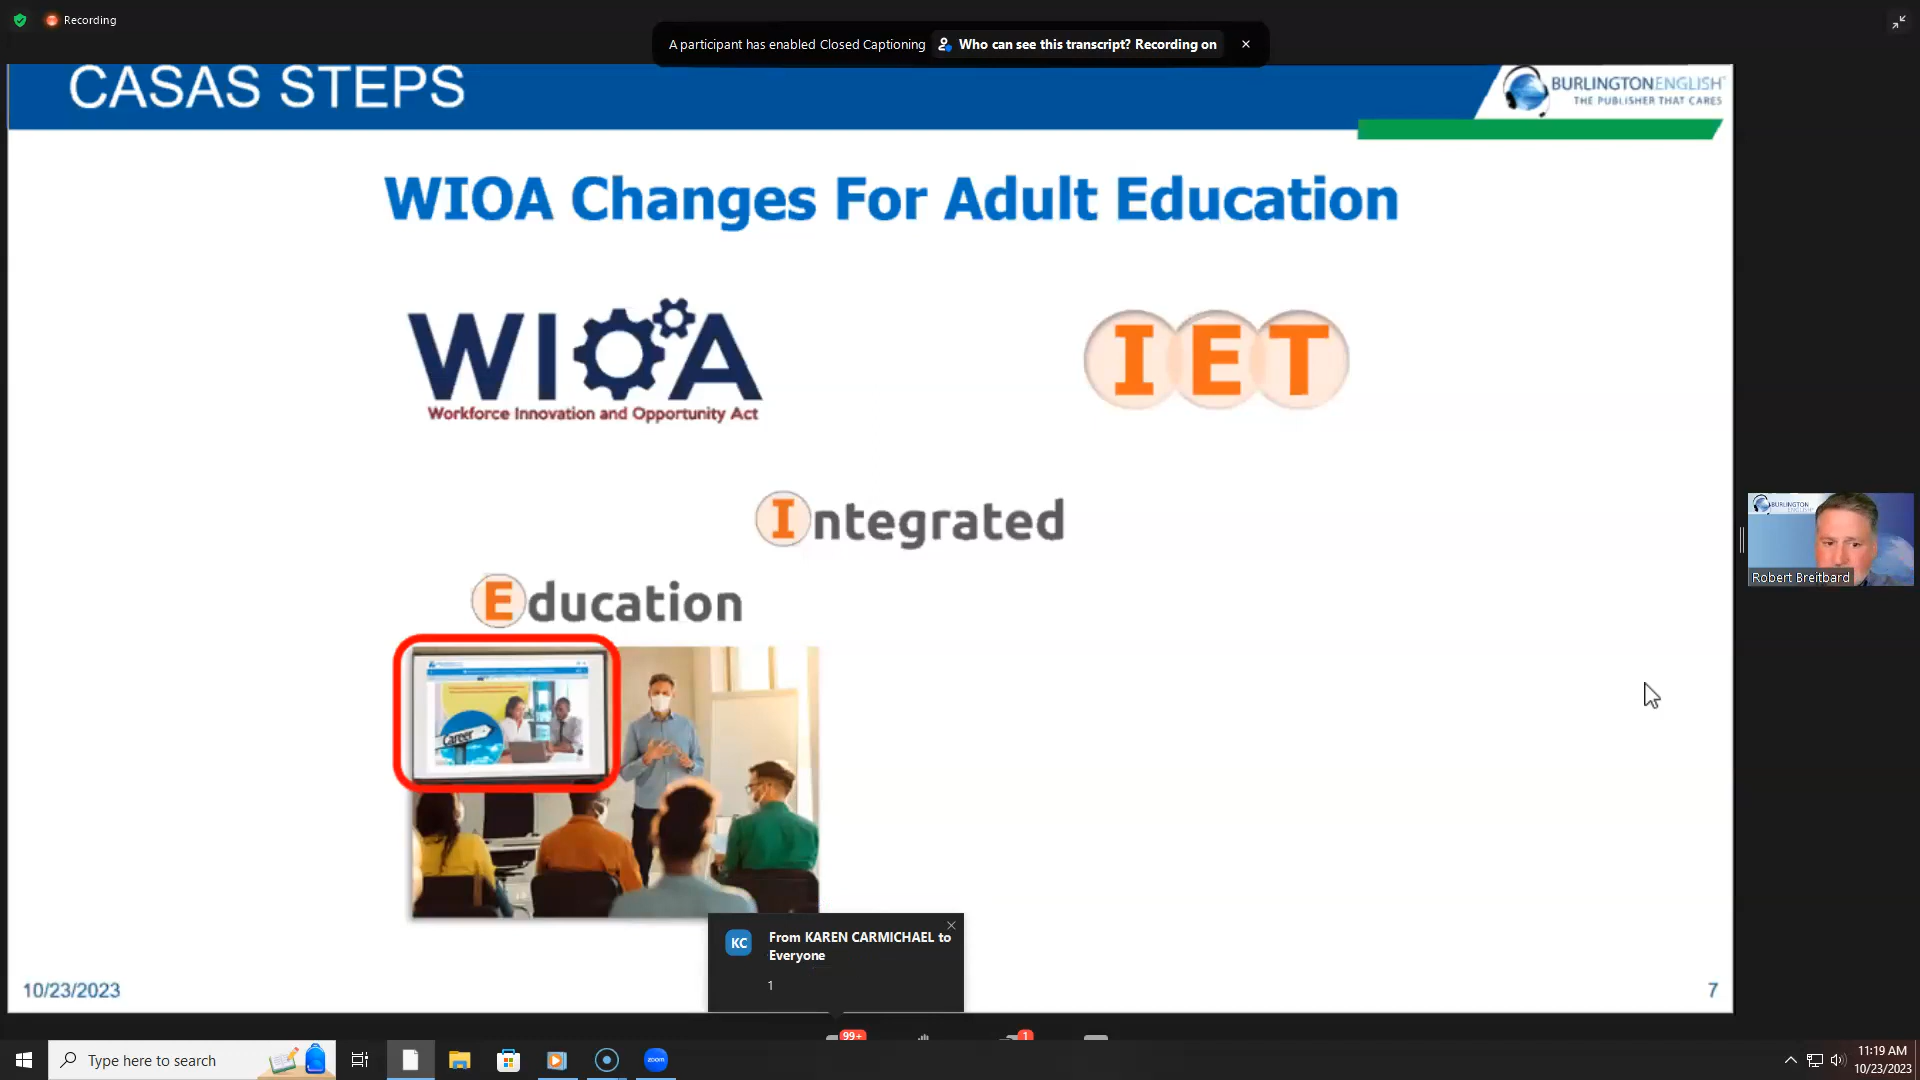 Recording
A participant has enabled Closed Captioning
Who can see this transcript? Recording on
CASAS STEPS
BURLINGTONENGLISH
THE PUBLISHER THAT CARES
WIOA Changes For Adult Education
WIOA
Workforce Innovation and Opportunity Act
IET
Integrated
Education
Career
BURLINGTON
Robert Breitbard
KC
From KAREN CARMICHAEL to
Everyone
1
10/23/2023
7
99+
1
Type here to search
zoom
11:19 AM
10/23/2023